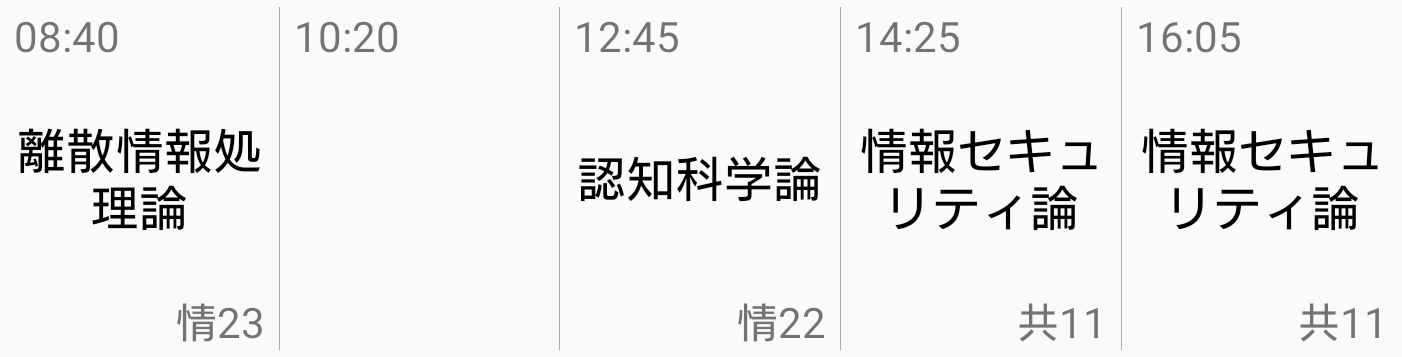 08:40
離散情報処
理論
情23
10:20
12:45
認知科学論
情22
14:25
情報セキュ
リティ論
共11
16:05
情報セキュ
リティ論
共11